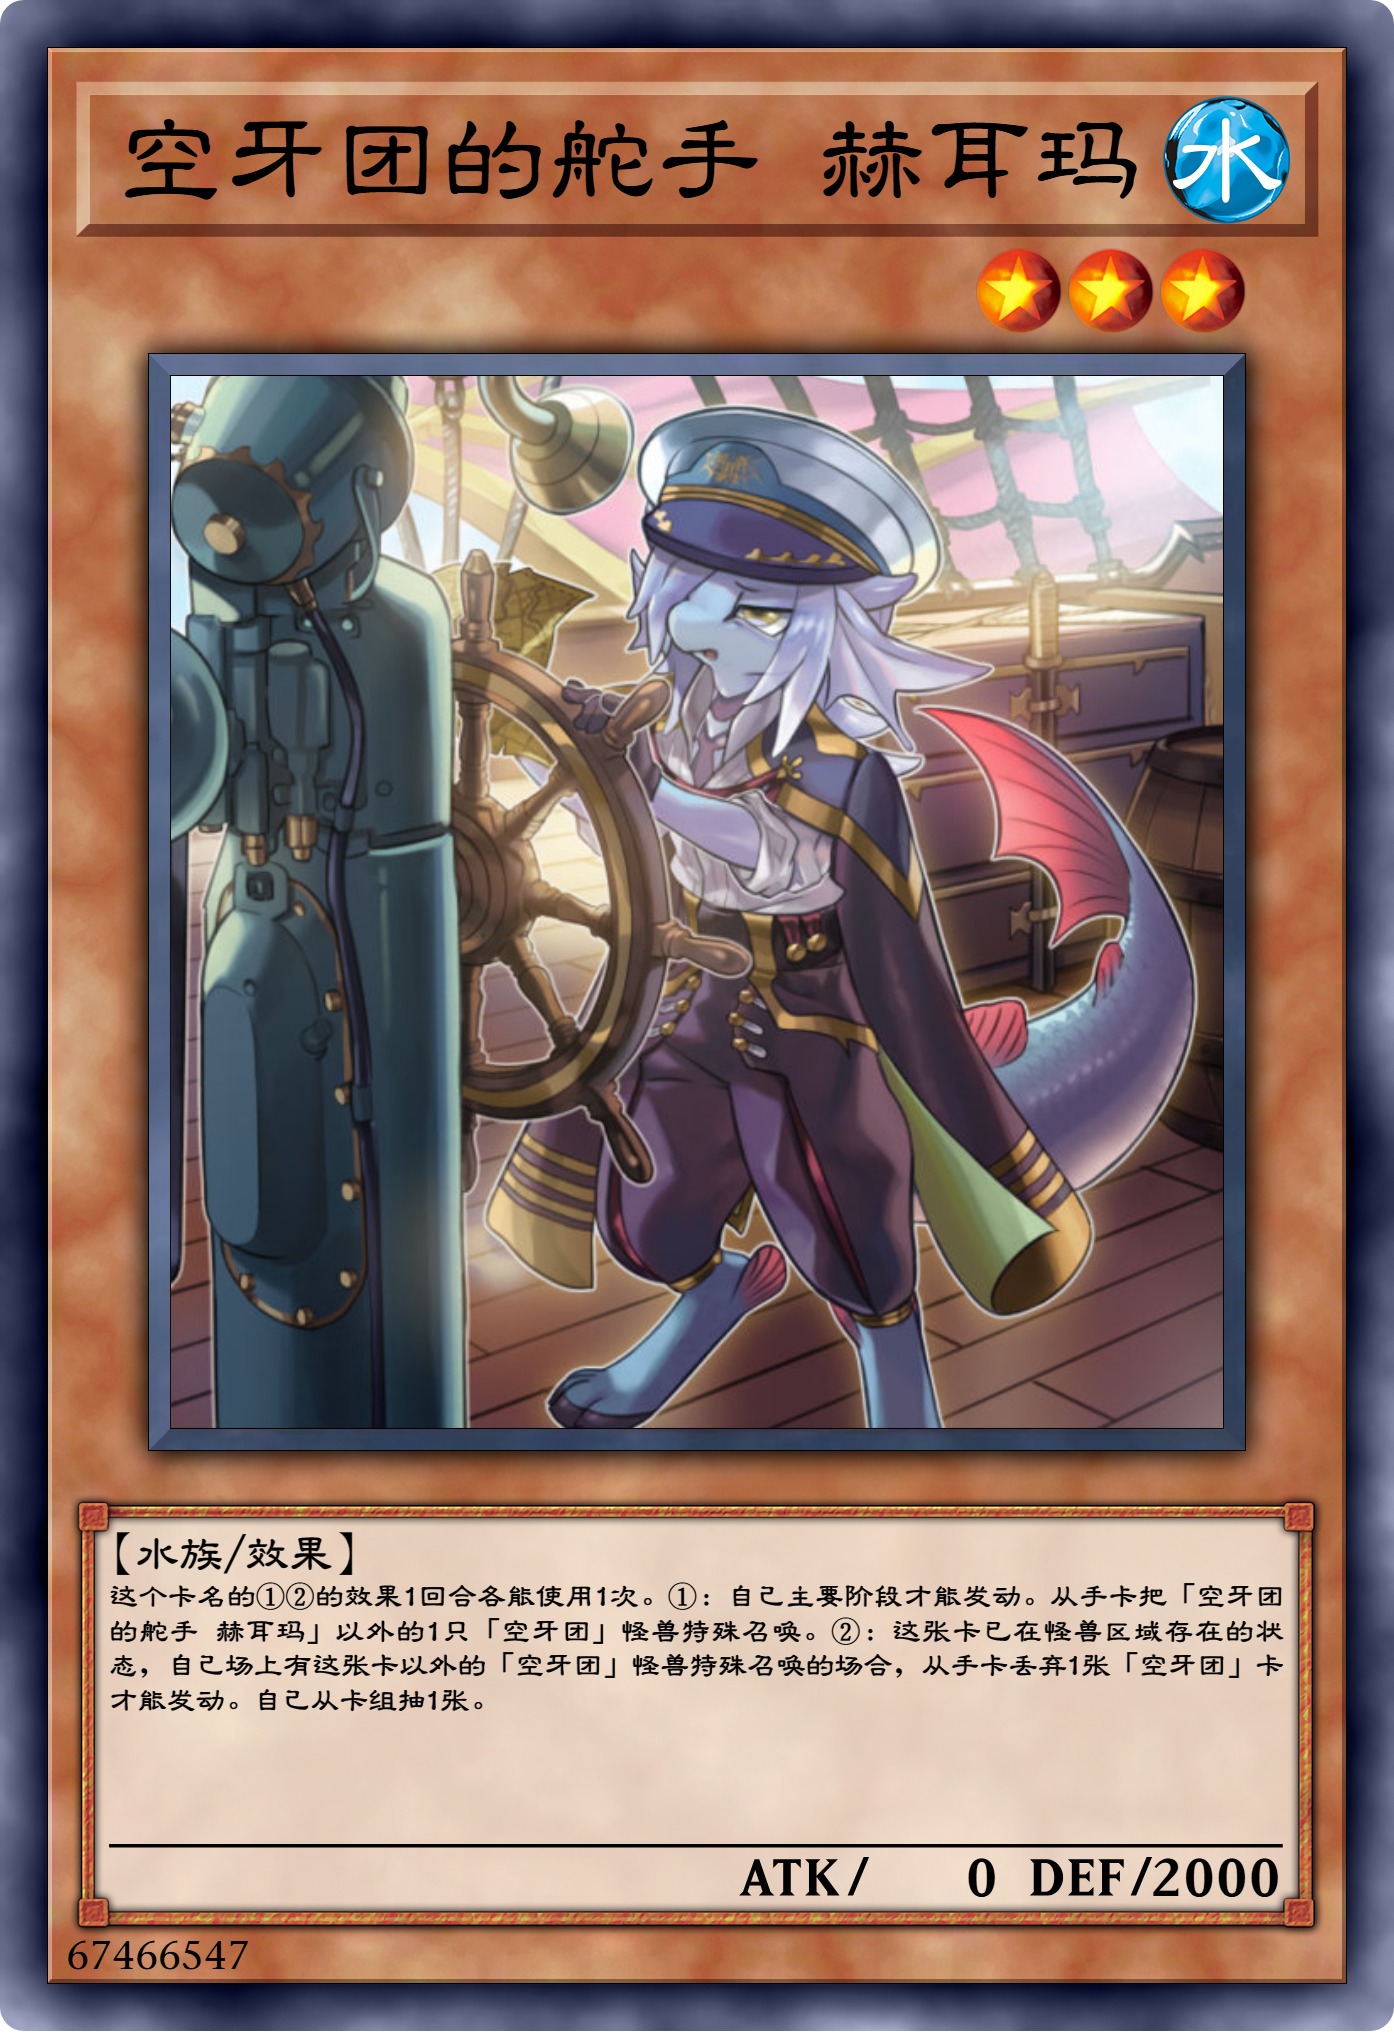 空牙团的舵手 赫耳玛
水
【水族/效果】
这个卡名的①②的效果1回合各能使用1次。①：自己主要阶段才能发动。从手卡把「空牙团
的舵手 赫耳玛」以外的1只「空牙团」怪兽特殊召唤。②：这张卡已在怪兽区域存在的状
态，自己场上有这张卡以外的「空牙团」怪兽特殊召唤的场合，从手卡丢弃1张「空牙团」卡
才能发动。自己从卡组抽1张。
ATK/ 0 DEF/2000
67466547